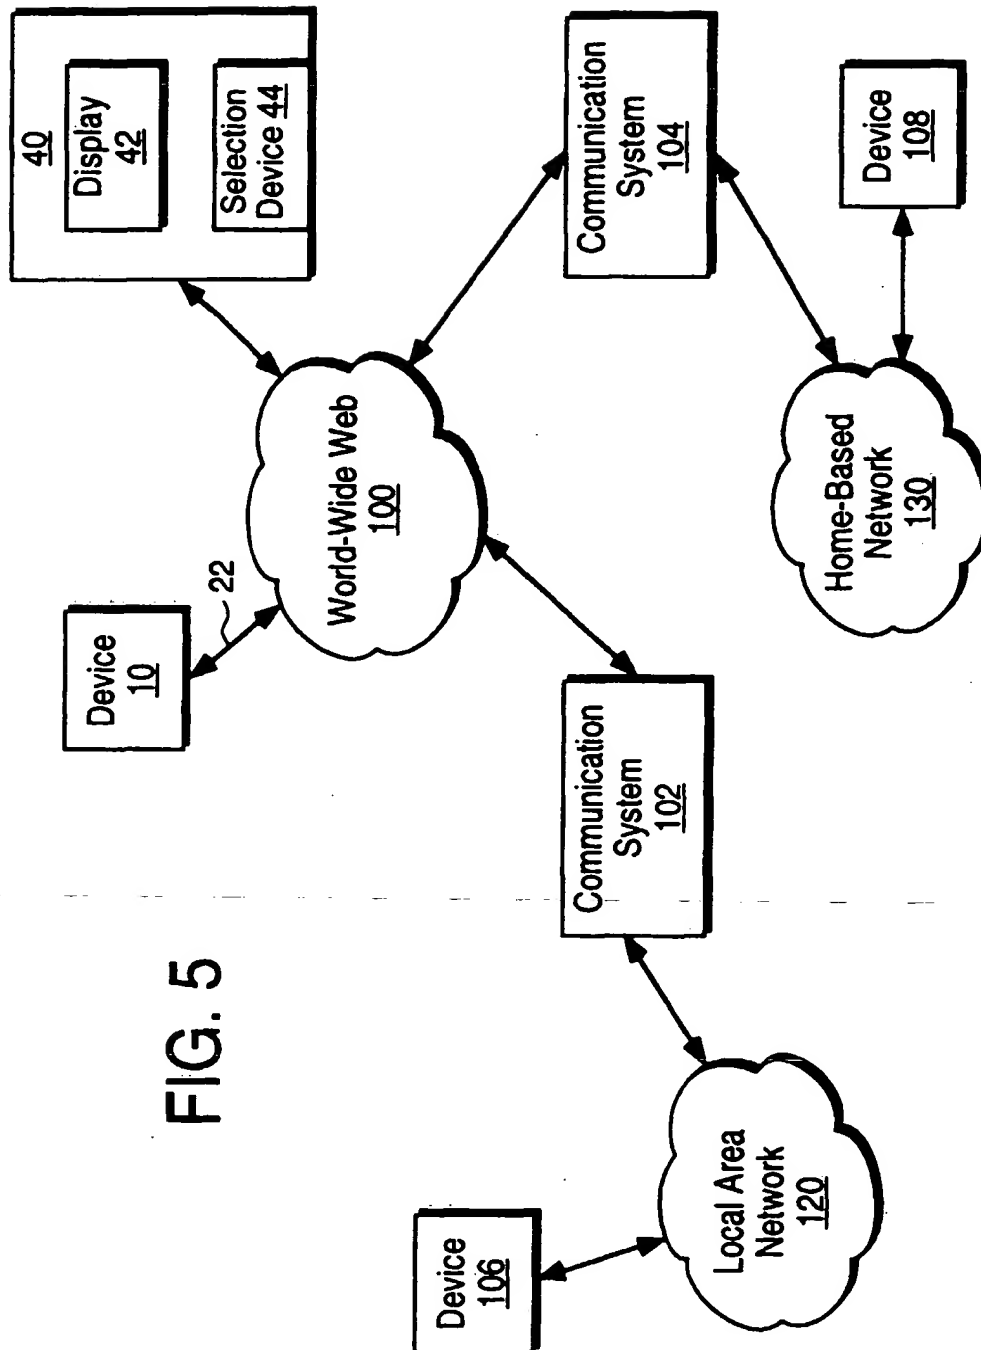 FIG. 5
Device
106
Local Area
Network
120
Device
10
22
Communication
System
102
World-Wide Web
100
Home-Based
Network
130
40
Display
42
Selection
Device 44
Communication
System
104
Device
108